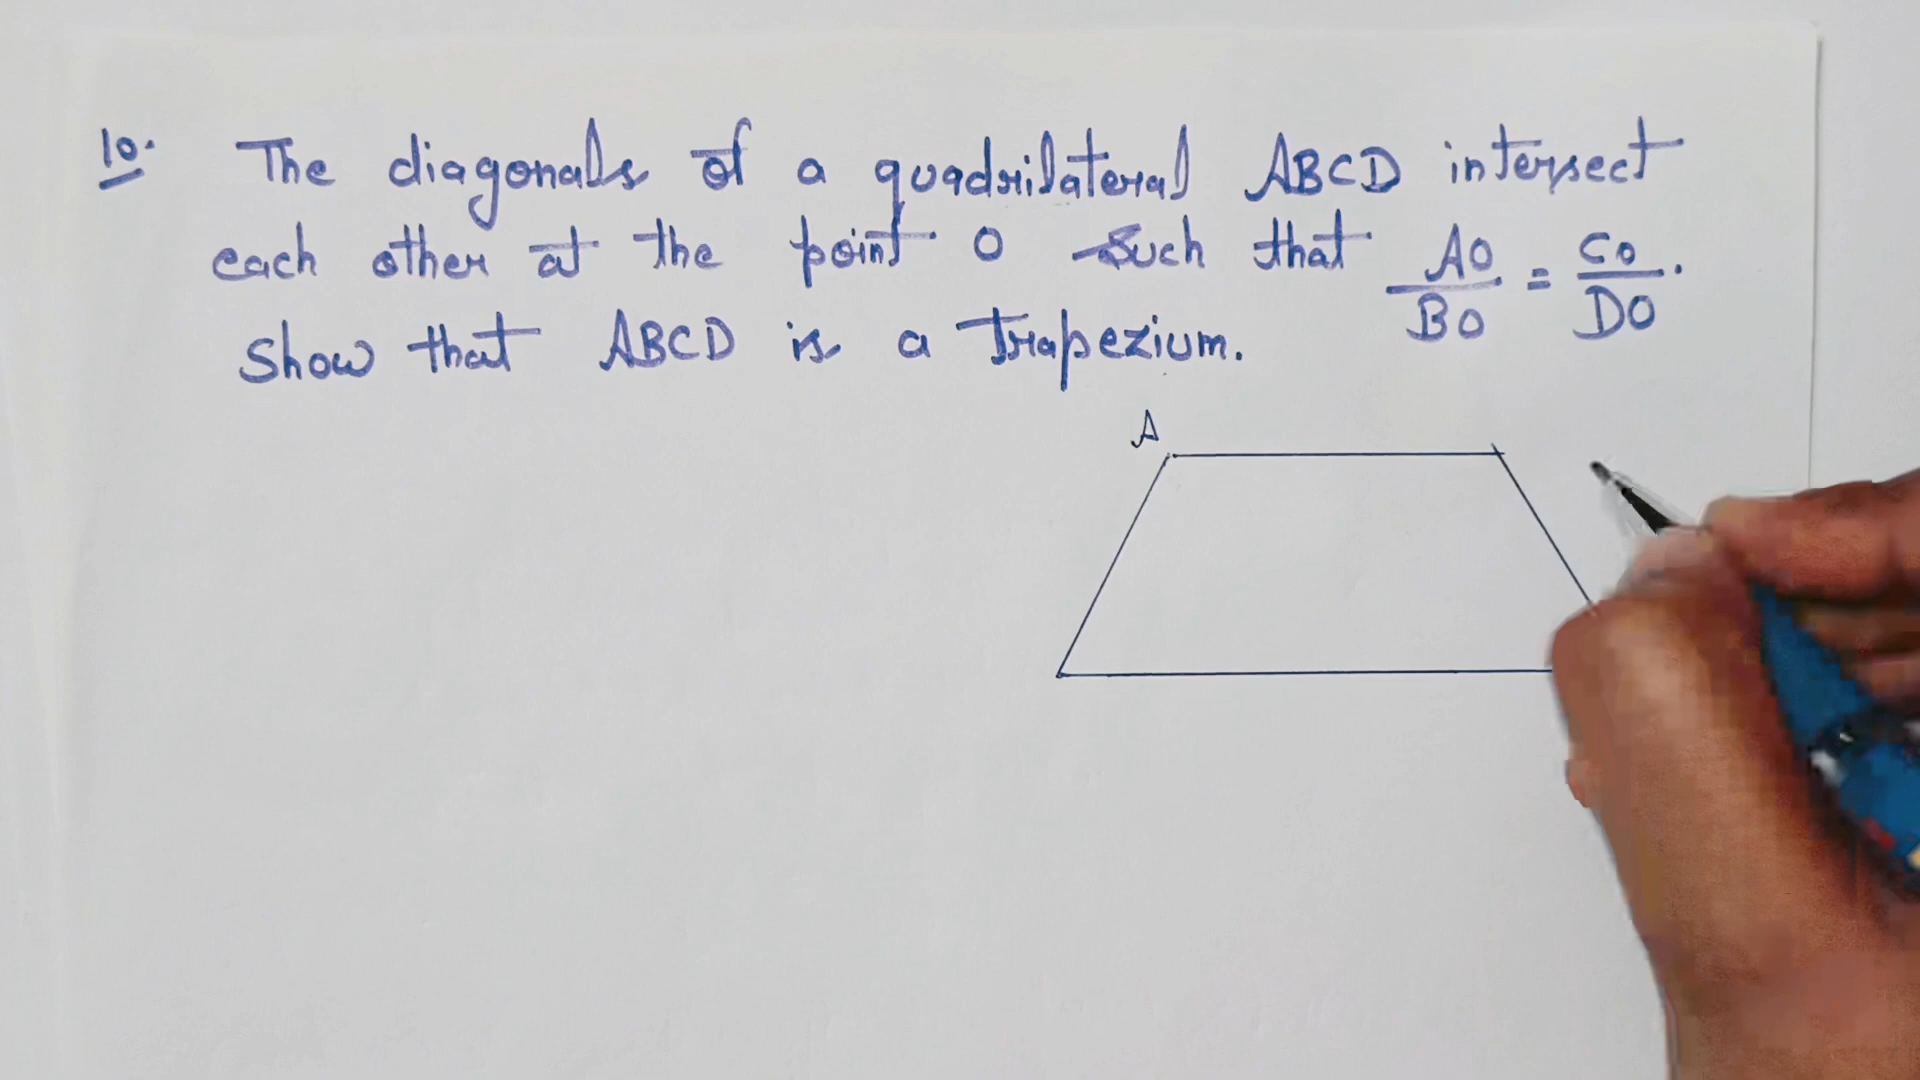 10. The diagonals of a quadrilateral ABCD intersect
each other at the point O such that AO/BO = CO/DO.
Show that ABCD is a trapezium.
A